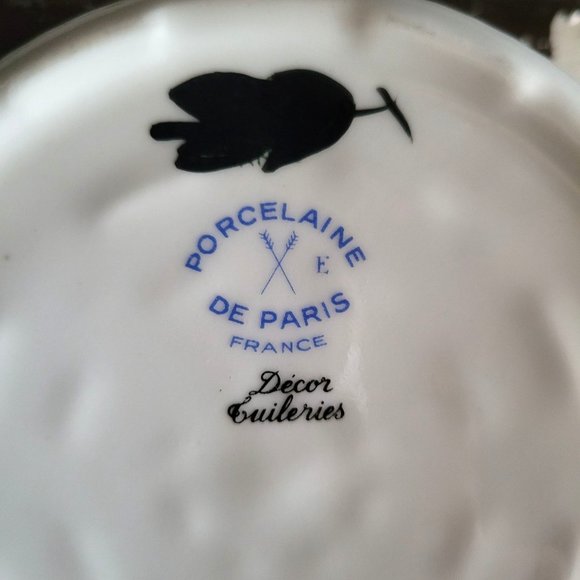 PORCELAINE
E
DE PARIS
FRANCE
Décor
Tuileries